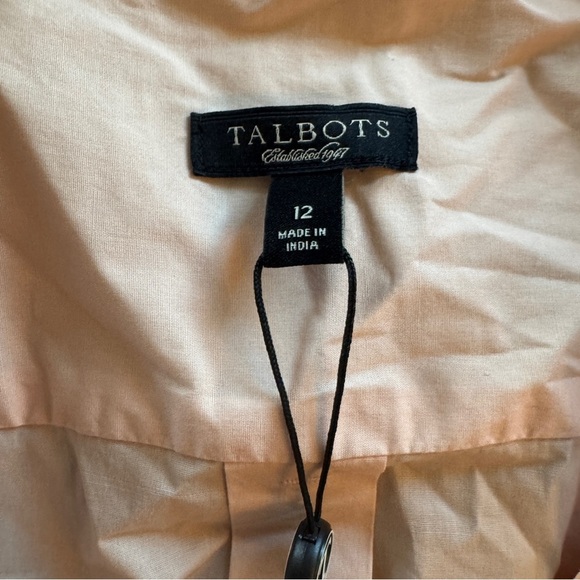 TALBOTS
Established 1947
12
MADE IN
INDIA